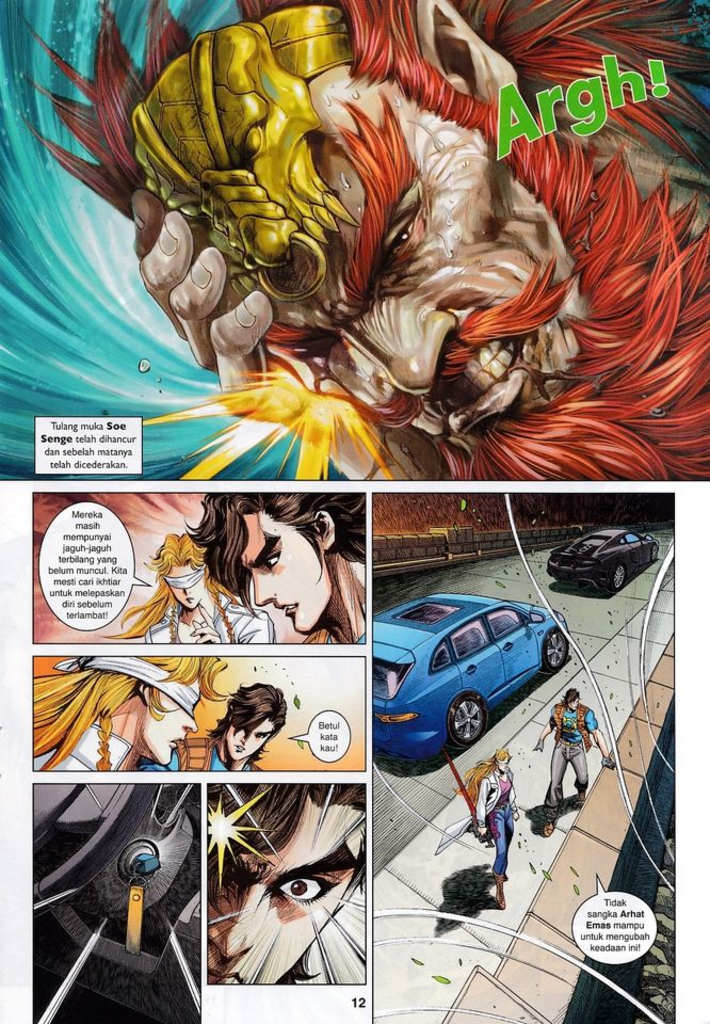 Argh!
Tulang muka Soe
Senge telah dihancur
dan sebelah matanya
telah dicederakan.
Mereka
masih
mempunyai
jaguh-jaguh
terbilang yang
belum muncul. Kita
mesti cari ikhtiar
untuk melepaskan
diri sebelum
terlambat!
Betul
kata
kau!
Tidak
sangka Arhat
Emas mampu
untuk mengubah
keadaan ini!
12